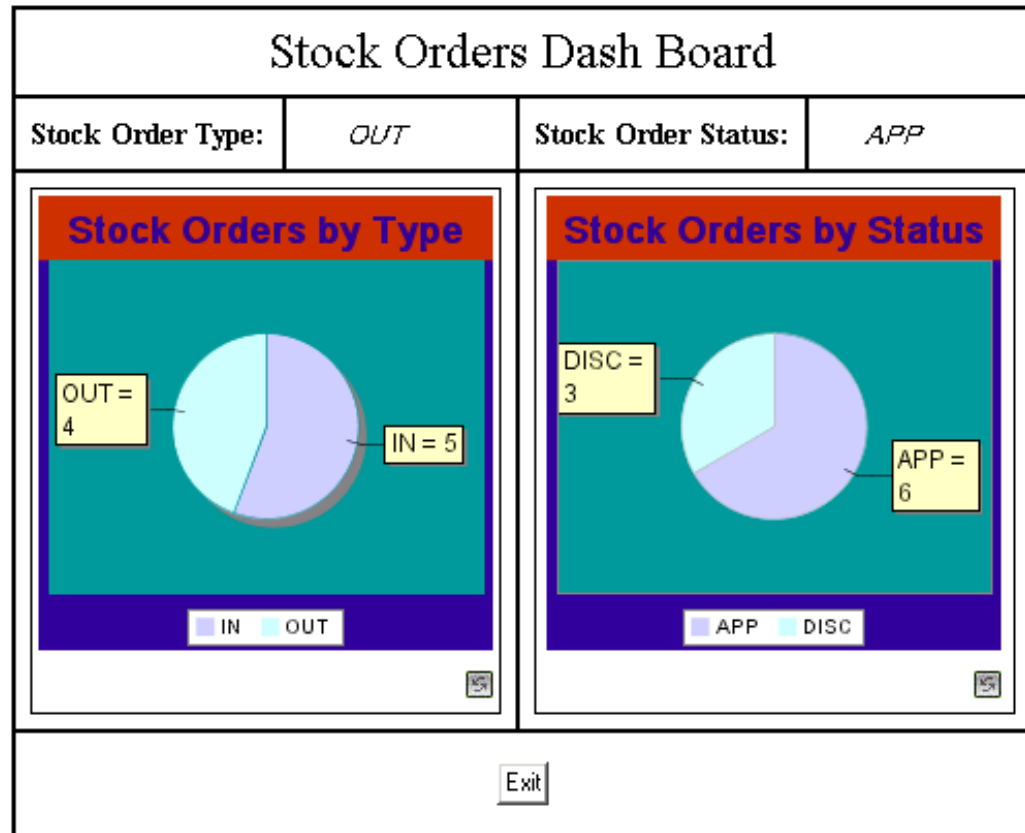 Stock Orders Dash Board
Stock Order Type: OUT Stock Order Status: APP
Stock Orders by Type
OUT =
4
IN = 5
IN OUT
Stock Orders by Status
DISC =
3
APP =
6
APP DISC
Exit